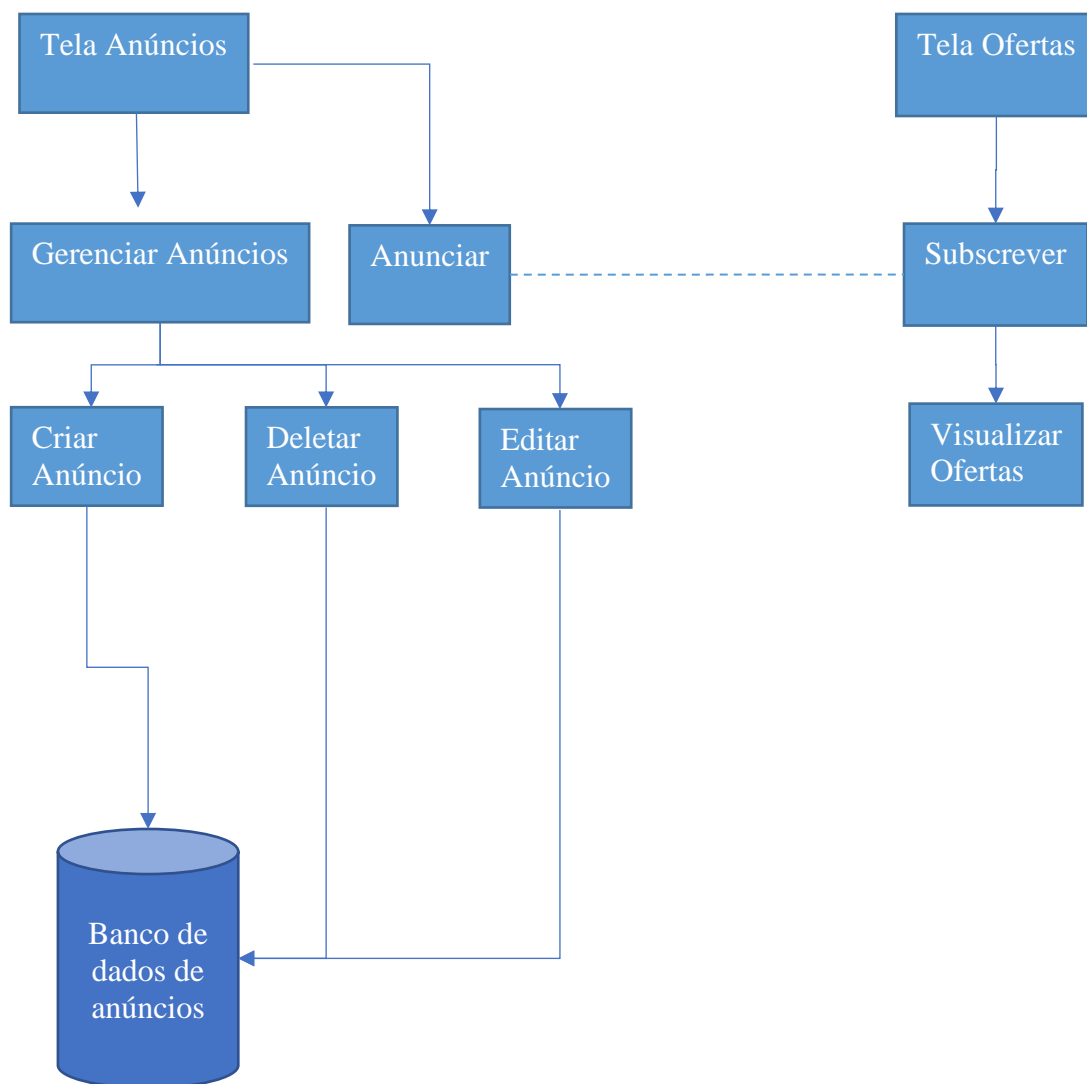 Tela Anúncios
Tela Ofertas
Gerenciar Anúncios
Anunciar
Subscrever
Criar
Anúncio
Deletar
Anúncio
Editar
Anúncio
Visualizar
Ofertas
Banco de
dados de
anúncios